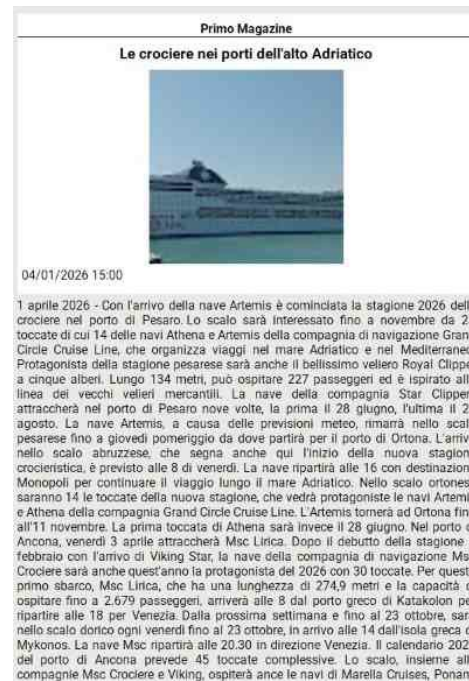 Primo Magazine
Le crociere nei porti dell'alto Adriatico
04/01/2026 15:00
1 aprile 2026 - Con l'arrivo della nave Artemis è cominciata la stagione 2026 dell
crociere nel porto di Pesaro. Lo scalo sarà interessato fino a novembre da 2
toccate di cui 14 delle navi Athena e Artemis della compagnia di navigazione Gran
Circle Cruise Line, che organizza viaggi nel mare Adriatico e nel Mediterraneo
Protagonista della stagione pesarese sarà anche il bellissimo veliero Royal Clippe
a cinque alberi. Lungo 134 metri, può ospitare 227 passeggeri ed è ispirato all
linea dei vecchi velieri mercantili. La nave della compagnia Star Clipper
attraccherà nel porto di Pesaro nove volte, la prima il 28 giugno, l'ultima il 2
agosto. La nave Artemis, a causa delle previsioni meteo, rimarrà nello scal
pesarese fino a giovedì pomeriggio da dove partirà per il porto di Ortona. L'arriv
nello scalo abruzzese, che segna anche qui l'inizio della nuova stagion
crocieristica, è previsto alle 8 di venerdì. La nave ripartirà alle 16 con destinazion
Monopoli per continuare il viaggio lungo il mare Adriatico. Nello scalo ortones
saranno 14 le toccate della nuova stagione, che vedrà protagoniste le navi Artemi
e Athena della compagnia Grand Circle Cruise Line. L'Artemis tornerà ad Ortona fin
all'11 novembre. La prima toccata di Athena sarà invece il 28 giugno. Nel porto d
Ancona, venerdì 3 aprile attraccherà Msc Lirica. Dopo il debutto della stagione
febbraio con l'arrivo di Viking Star, la nave della compagnia di navigazione Ms
Crociere sarà anche quest'anno la protagonista del 2026 con 30 toccate. Per quest
primo sbarco, Msc Lirica, che ha una lunghezza di 274,9 metri e la capacità d
ospitare fino a 2.679 passeggeri, arriverà alle 8 dal porto greco di Katakolon pe
ripartire alle 18 per Venezia. Dalla prossima settimana e fino al 23 ottobre, sar
nello scalo dorico ogni venerdì fino al 23 ottobre, in arrivo alle 14 dall'isola greca d
Mykonos. La nave Msc ripartirà alle 20.30 in direzione Venezia. Il calendario 202
del porto di Ancona prevede 45 toccate complessive. Lo scalo, insieme all
compagnie Msc Crociere e Viking, ospiterà ance le navi di Marella Cruises, Ponan